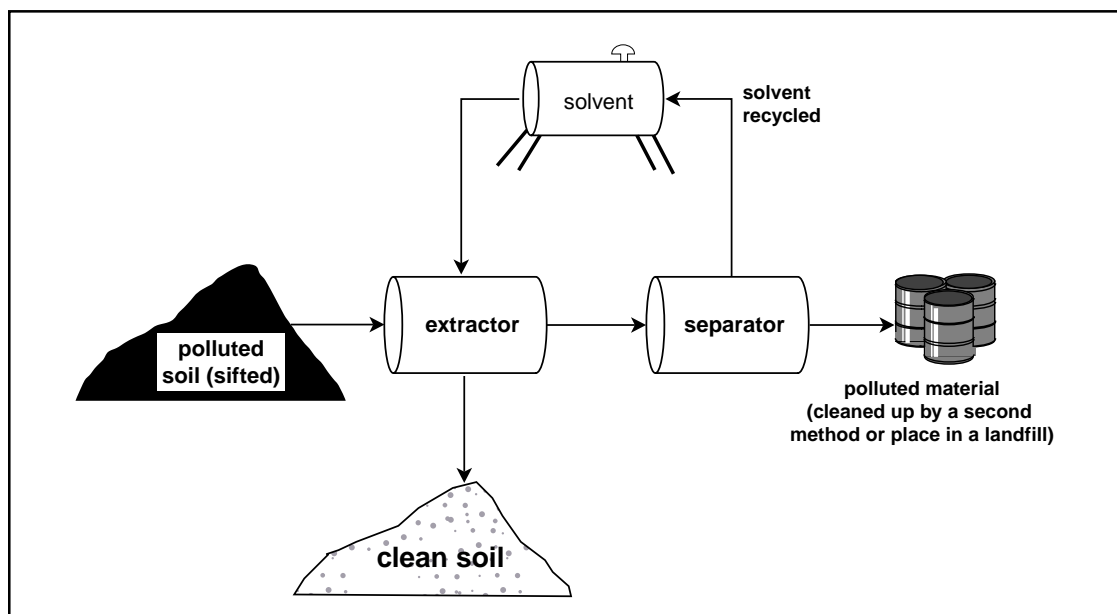 solvent
solvent
recycled
extractor
separator
polluted
soil (sifted)
polluted material
(cleaned up by a second
method or place in a landfill)
clean soil